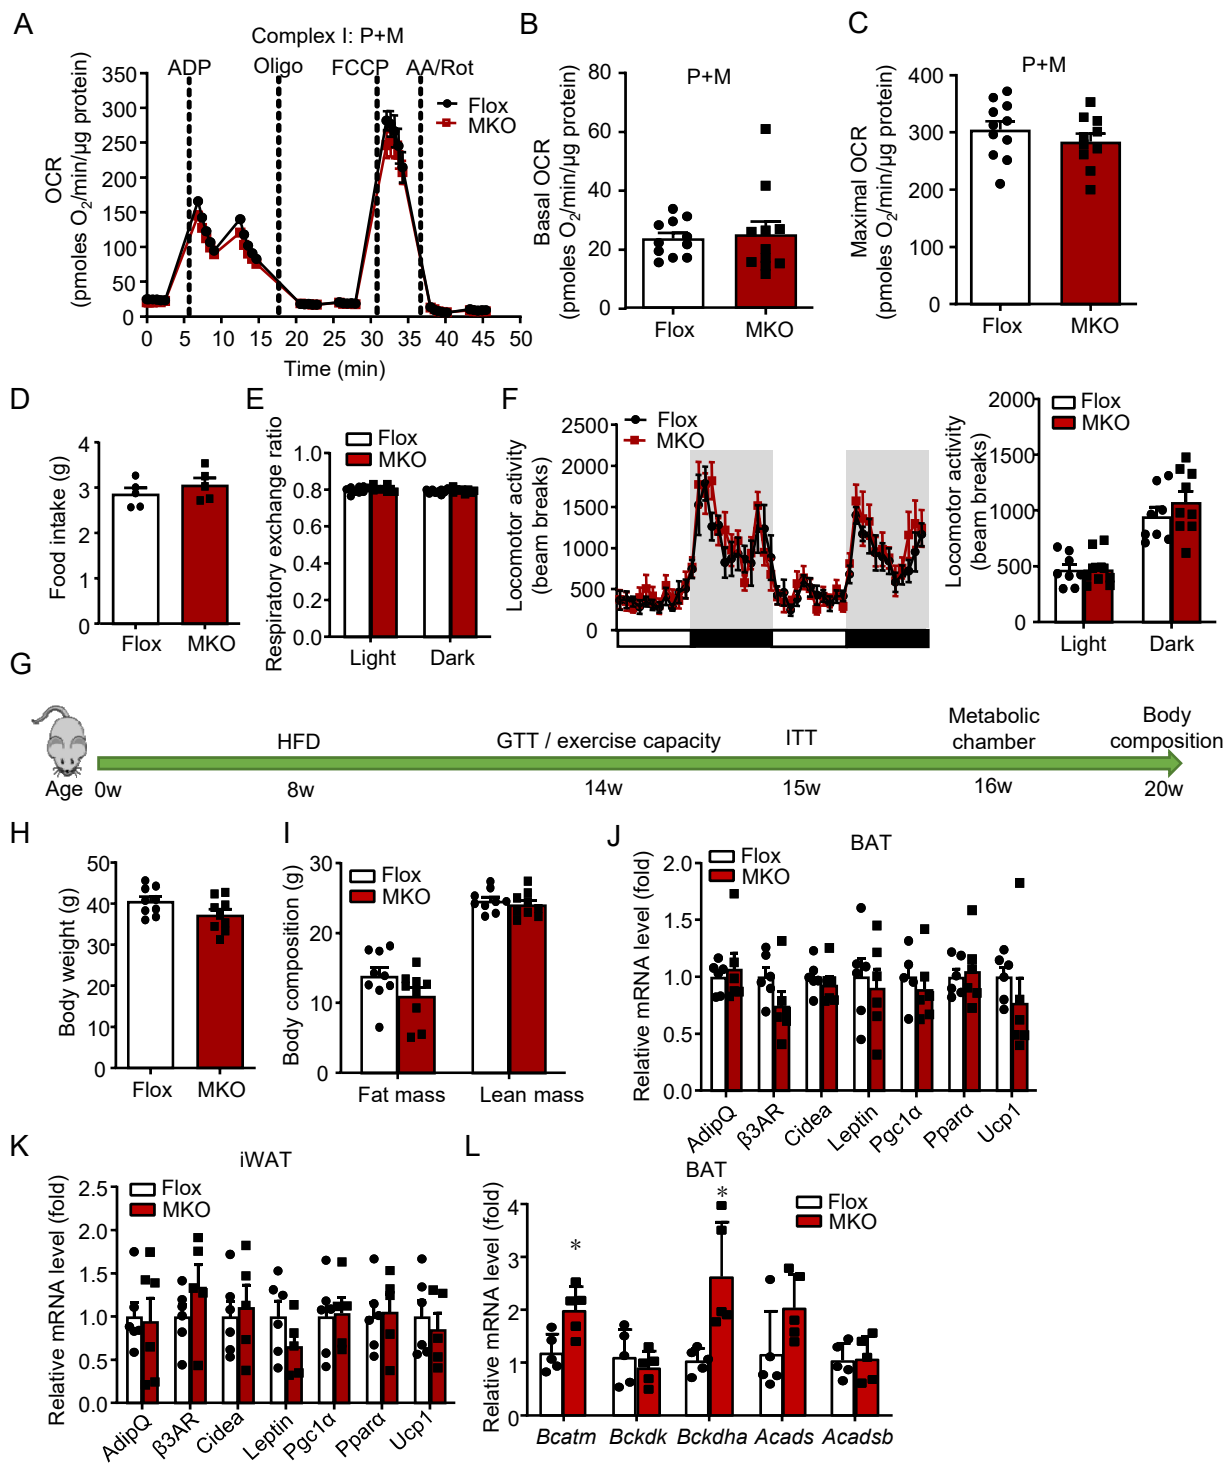 A
Complex I: P+M
ADP
Oligo
FCCP
AA/Rot
OCR
(pmoles O2/min/µg protein)
350
300
250
200
150
100
50
0
Flox
MKO
0 5 10 15 20 25 30 35 40 45 50
Time (min)
B
P+M
Basal OCR
(pmoles O2/min/µg protein)
80
60
40
20
0
Flox MKO
C
P+M
Maximal OCR
(pmoles O2/min/µg protein)
400
300
200
100
0
Flox MKO
D
Food intake (g)
4
3
2
1
0
Flox MKO
E
Respiratory exchange ratio
1.0
0.8
0.6
0.4
0.2
0.0
Flox
MKO
Light Dark
F
Locomotor activity
(beam breaks)
2500
2000
1500
1000
500
0
Flox
MKO
Locomotor activity
(beam breaks)
2000
1500
1000
500
0
Flox
MKO
Light Dark
G
HFD
GTT / exercise capacity
ITT
Metabolic
chamber
Body
composition
Age 0w 8w 14w 15w 16w 20w
H
Body weight (g)
50
40
30
20
10
0
Flox MKO
I
Body composition (g)
30
20
10
0
Flox
MKO
Fat mass Lean mass
J
BAT
Relative mRNA level (fold)
2.0
1.5
1.0
0.5
0.0
Flox
MKO
AdipQ β3AR Cidea Leptin Pgc1α Pparα Ucp1
K
iWAT
Relative mRNA level (fold)
2.5
2.0
1.5
1.0
0.5
0.0
Flox
MKO
AdipQ β3AR Cidea Leptin Pgc1α Pparα Ucp1
L
BAT
Relative mRNA level (fold)
4
3
2
1
0
* *
Flox
MKO
Bcatm Bckdk Bckdha Acads Acadsb